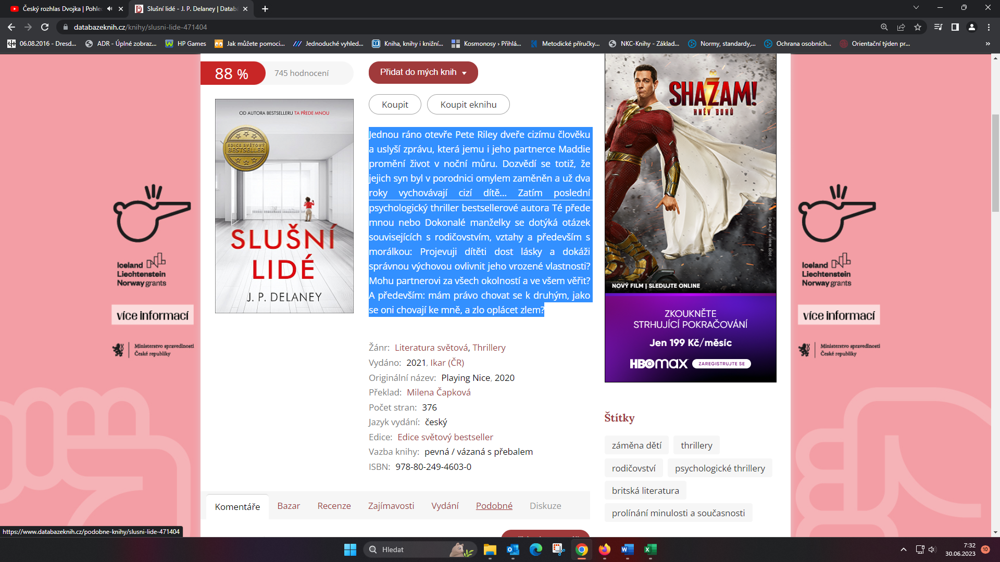 Český rozhlas Dvojka | Pohle
Slušní lidé - J. P. Delaney | Databá
databazeknih.cz/knihy/slusni-lide-471404
06.08.2016 - Dresd...
ADR - Úplné zobraz...
HP Games
Jak můžete pomoci...
Jednoduché vyhled...
Kniha, knihy i knižní...
Kosmonosy › Přihlá...
Metodické příručky...
NKC-Knihy - Základ...
Normy, standardy,...
Ochrana osobních...
Orientační týden pr...
»
88 %
745 hodnocení
Přidat do mých knih
Koupit
Koupit eknihu
OD AUTORA BESTSELLERU TA PŘEDE MNOU
EDICE SVĚTOVÝ
BESTSELLER
SLUŠNÍ
LIDÉ
J. P. DELANEY
Jednou ráno otevře Pete Riley dveře cizímu člověku
a uslyší zprávu, která jemu i jeho partnerce Maddie
promění život v noční můru. Dozvědí se totiž, že
jejich syn byl v porodnici omylem zaměněn a už dva
roky vychovávají cizí dítě... Zatím poslední
psychologický thriller bestsellerové autora Té přede
mnou nebo Dokonalé manželky se dotýká otázek
souvisejících s rodičovstvím, vztahy a především s
morálkou: Projevuji dítěti dost lásky a dokáži
správnou výchovou ovlivnit jeho vrozené vlastnosti?
Mohu partnerovi za všech okolností a ve všem věřit?
A především: mám právo chovat se k druhým, jako
se oni chovají ke mně, a zlo oplácet zlem?
Žánr: Literatura světová, Thrillery
Vydáno: 2021, Ikar (ČR)
Originální název: Playing Nice, 2020
Překlad: Milena Čapková
Počet stran: 376
Jazyk vydání: český
Edice: Edice světový bestseller
Vazba knihy: pevná / vázaná s přebalem
ISBN: 978-80-249-4603-0
Komentáře
Bazar
Recenze
Zajímavosti
Vydání
Podobné
Diskuze
SHAZAM!
HNĚV BOHŮ
NOVÝ FILM | SLEDUJTE ONLINE
ZKOUKNĚTE
STRHUJÍCÍ POKRAČOVÁNÍ
Jen 199 Kč/měsíc
HBOmax
ZAREGISTRUJTE SE
Štítky
záměna dětí
thrillery
rodičovství
psychologické thrillery
britská literatura
prolínání minulosti a současnosti
Iceland
Liechtenstein
Norway grants
více informací
Ministerstvo spravedlnosti
České republiky
Iceland
Liechtenstein
Norway grants
více informací
Ministerstvo spravedlnosti
České republiky
https://www.databazeknih.cz/podobne-knihy/slusni-lide-471404
Hledat
7:32
30.06.2023
10